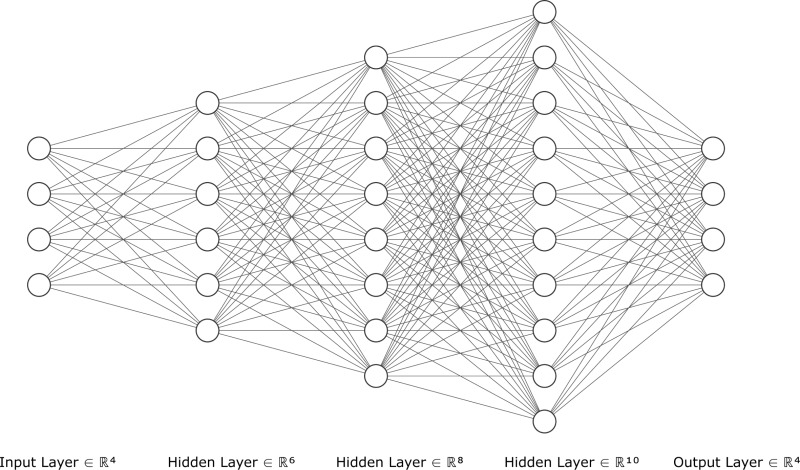 Input Layer ∈ ℝ⁴ Hidden Layer ∈ ℝ⁶ Hidden Layer ∈ ℝ⁸ Hidden Layer ∈ ℝ¹⁰ Output Layer ∈ ℝ⁴